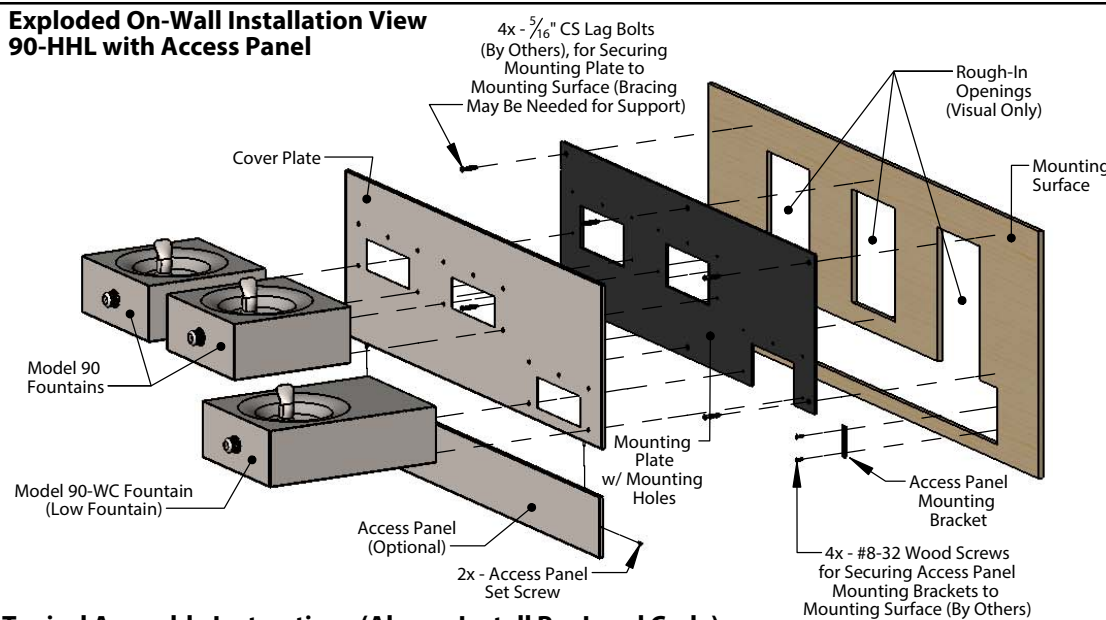 Exploded On-Wall Installation View
90-HHL with Access Panel
4x - 5/16" CS Lag Bolts
(By Others), for Securing
Mounting Plate to
Mounting Surface (Bracing
May Be Needed for Support)
Rough-In
Openings
(Visual Only)
Cover Plate
Mounting
Surface
Model 90
Fountains
Mounting
Plate
w/ Mounting
Holes
Model 90-WC Fountain
(Low Fountain)
Access Panel
(Optional)
Access Panel
Mounting
Bracket
2x - Access Panel
Set Screw
4x - #8-32 Wood Screws
for Securing Access Panel
Mounting Brackets to
Mounting Surface (By Others)